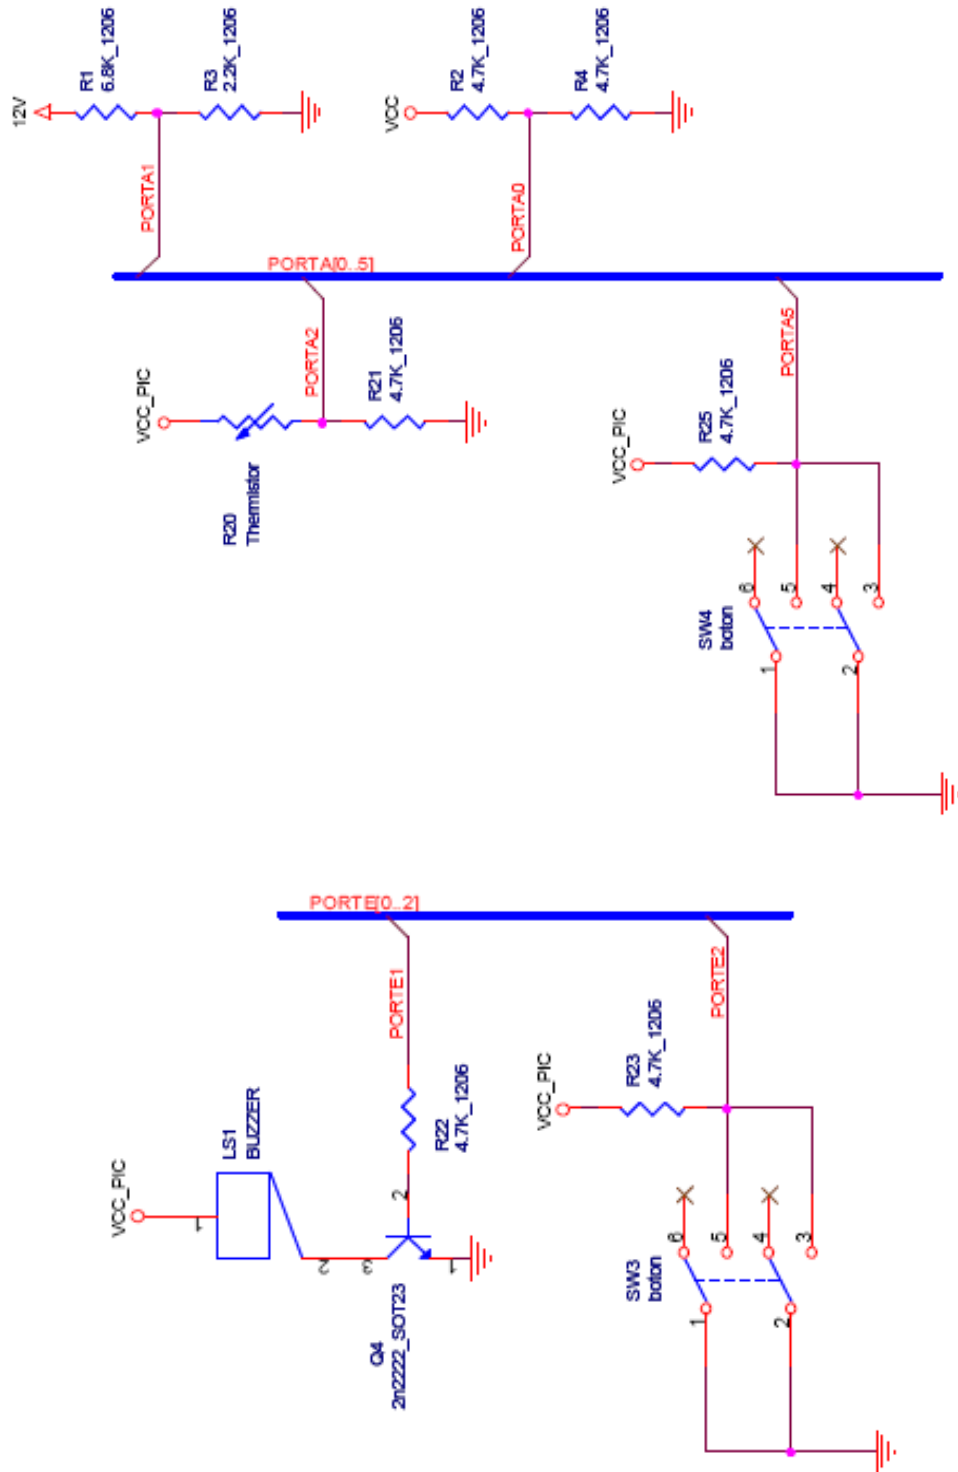 12V
R1
6.8K_1206
R3
2.2K_1206
PORTA1
VCC
R2
4.7K_1206
R4
4.7K_1206
PORTA0
PORTA[0..5]
VCC_PIC
R20
Thermistor
PORTA2
R21
4.7K_1206
PORTA5
VCC_PIC
R25
4.7K_1206
SW4
boton
1
2
6
5
4
3
PORTE[0..2]
PORTE1
VCC_PIC
1
LS1
BUZZER
2
3
2
1
R22
4.7K_1206
Q4
2n2222_SOT23
PORTE2
VCC_PIC
R23
4.7K_1206
SW3
boton
1
2
6
5
4
3